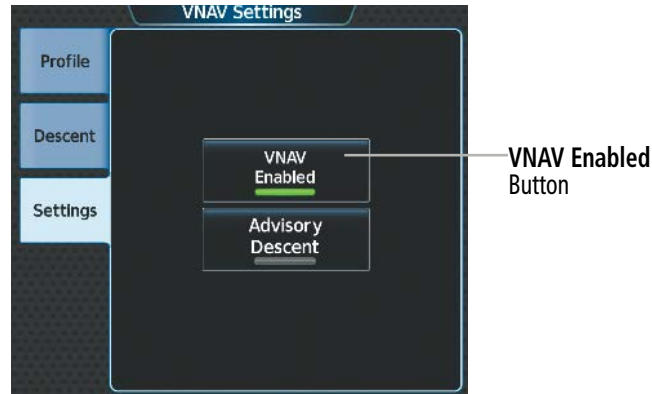 VNAV Settings
Profile
Descent
Settings
VNAV
Enabled
Advisory
Descent
VNAV Enabled
Button